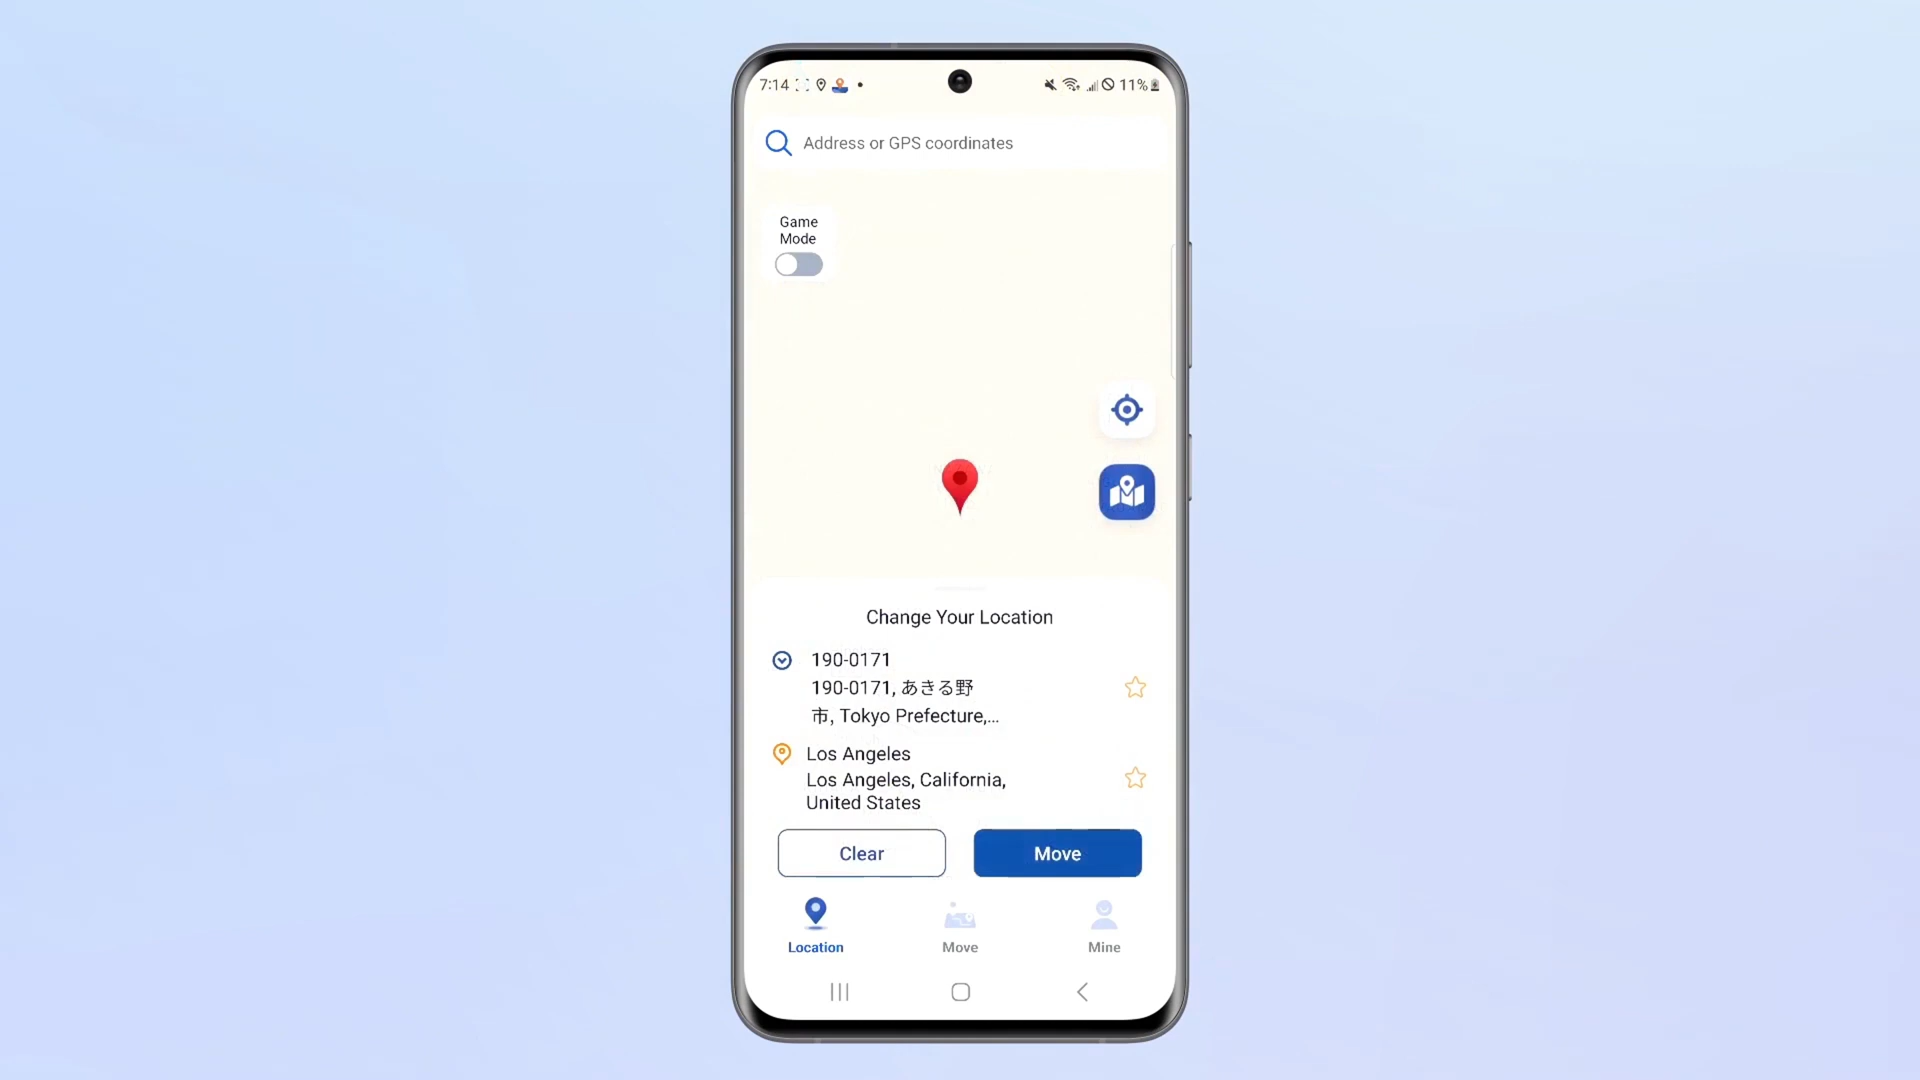 7:14
11%
Address or GPS coordinates
Game
Mode
Change Your Location
190-0171
190-0171, あきる野
市, Tokyo Prefecture,...
Los Angeles
Los Angeles, California,
United States
Clear
Move
Location
Move
Mine